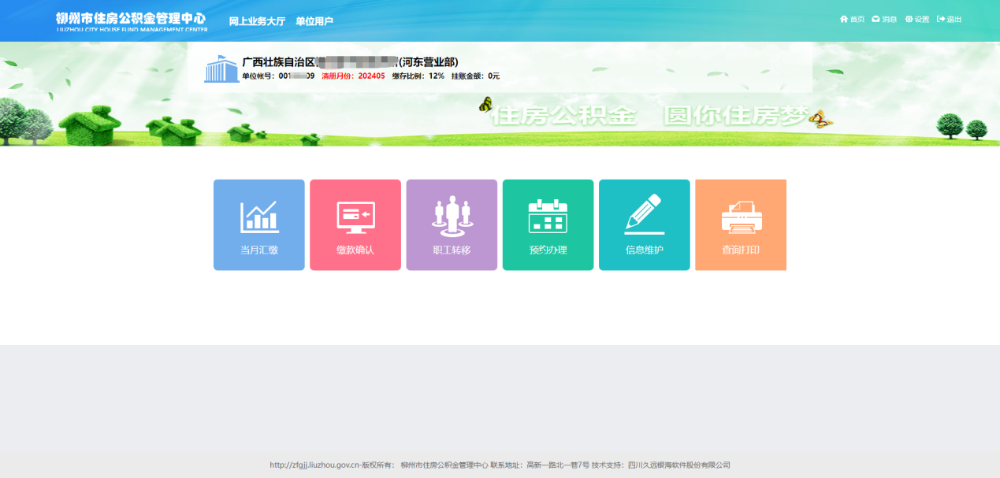 柳州市住房公积金管理中心 网上业务大厅 单位用户 首页 消息 设置 退出
LIUZHOU CITY HOUSE FUND MANAGEMENT CENTER
广西壮族自治区 (河东营业部)
单位帐号：001 09 清册月份：202405 缴存比例：12% 挂账金额：0元
住房公积金 圆你住房梦
当月汇缴 缴款确认 职工转移 预约办理 信息维护 查询打印
http://zfgjj.liuzhou.gov.cn-版权所有： 柳州市住房公积金管理中心 联系地址：高新一路北一巷7号 技术支持：四川久远银海软件股份有限公司